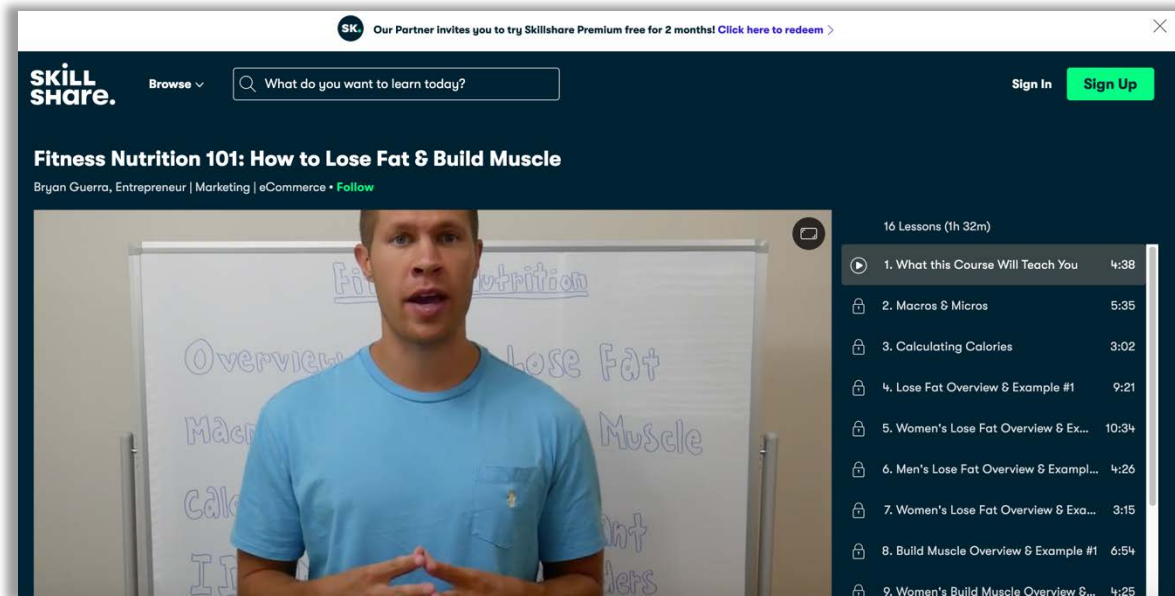 SK. Our Partner invites you to try Skillshare Premium free for 2 months! Click here to redeem >
SKILL
SHare.
Browse
What do you want to learn today?
Sign In
Sign Up
Fitness Nutrition 101: How to Lose Fat & Build Muscle
Bryan Guerra, Entrepreneur | Marketing | eCommerce • Follow
Overview
Lose Fat
Muscle
16 Lessons (1h 32m)
1. What this Course Will Teach You 4:38
2. Macros & Micros 5:35
3. Calculating Calories 3:02
4. Lose Fat Overview & Example #1 9:21
5. Women's Lose Fat Overview & Ex... 10:34
6. Men's Lose Fat Overview & Exampl... 4:26
7. Women's Lose Fat Overview & Exa... 3:15
8. Build Muscle Overview & Example #1 6:54
9. Women's Build Muscle Overview &... 4:25